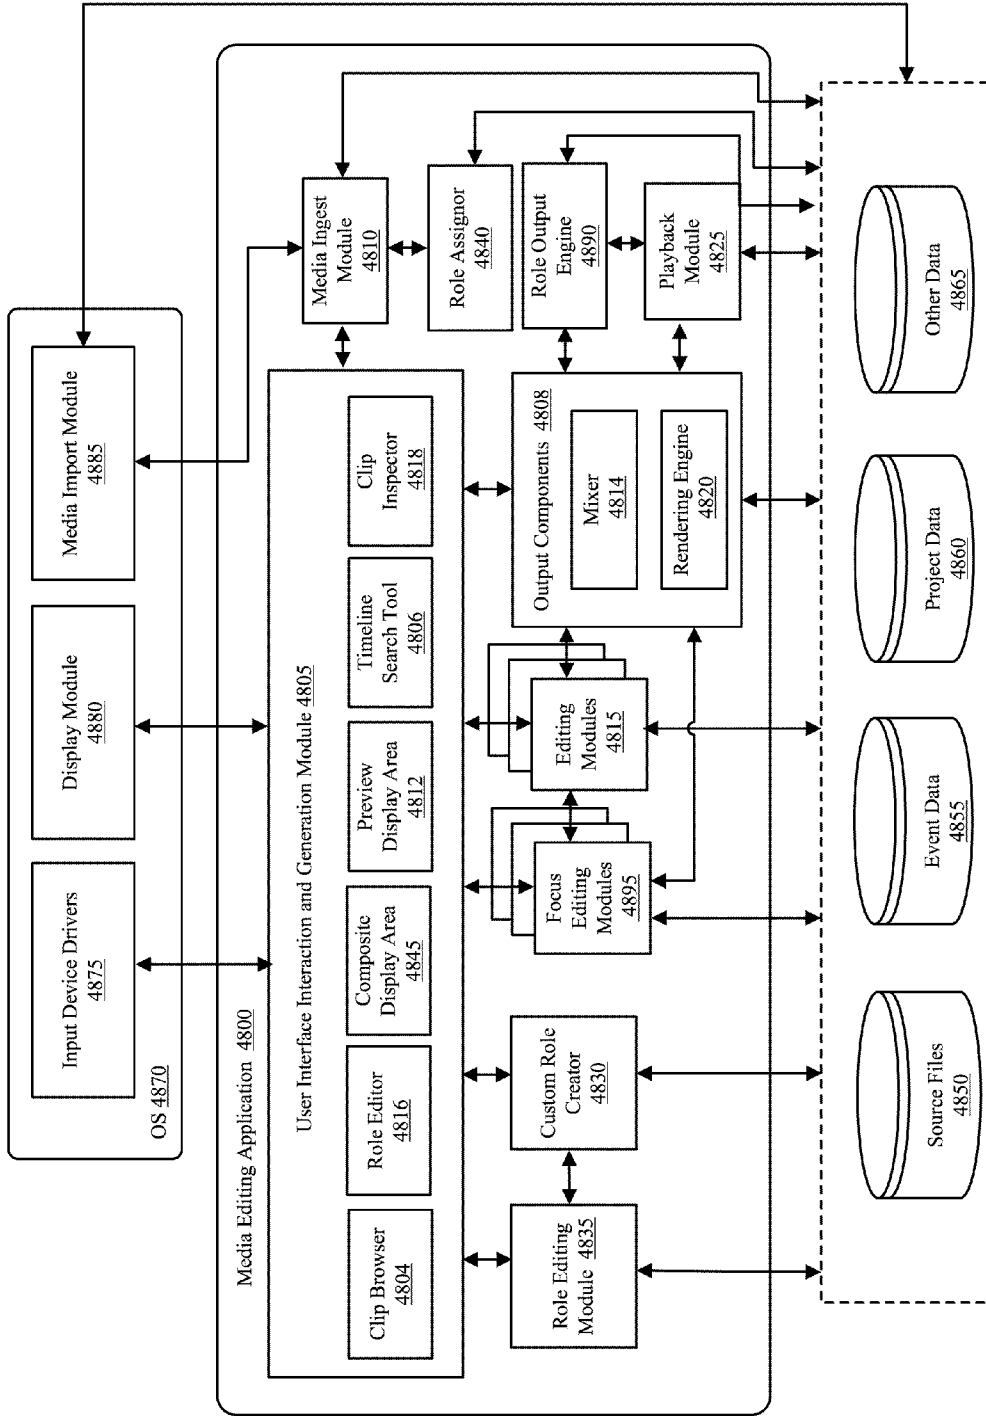 Input Device Drivers
4875
Display Module
4880
Media Import Module
4885
OS 4870
Media Editing Application 4800
User Interface Interaction and Generation Module 4805
Clip Browser
4804
Role Editor
4816
Composite
Display Area
4845
Preview
Display Area
4812
Timeline
Search Tool
4806
Clip
Inspector
4818
Media Ingest
Module
4810
Role Assignor
4840
Role Output
Engine
4890
Playback
Module
4825
Output Components 4808
Mixer
4814
Rendering Engine
4820
Editing
Modules
4815
Focus
Editing
Modules
4895
Custom Role
Creator
4830
Role Editing
Module 4835
Source Files
4850
Event Data
4855
Project Data
4860
Other Data
4865